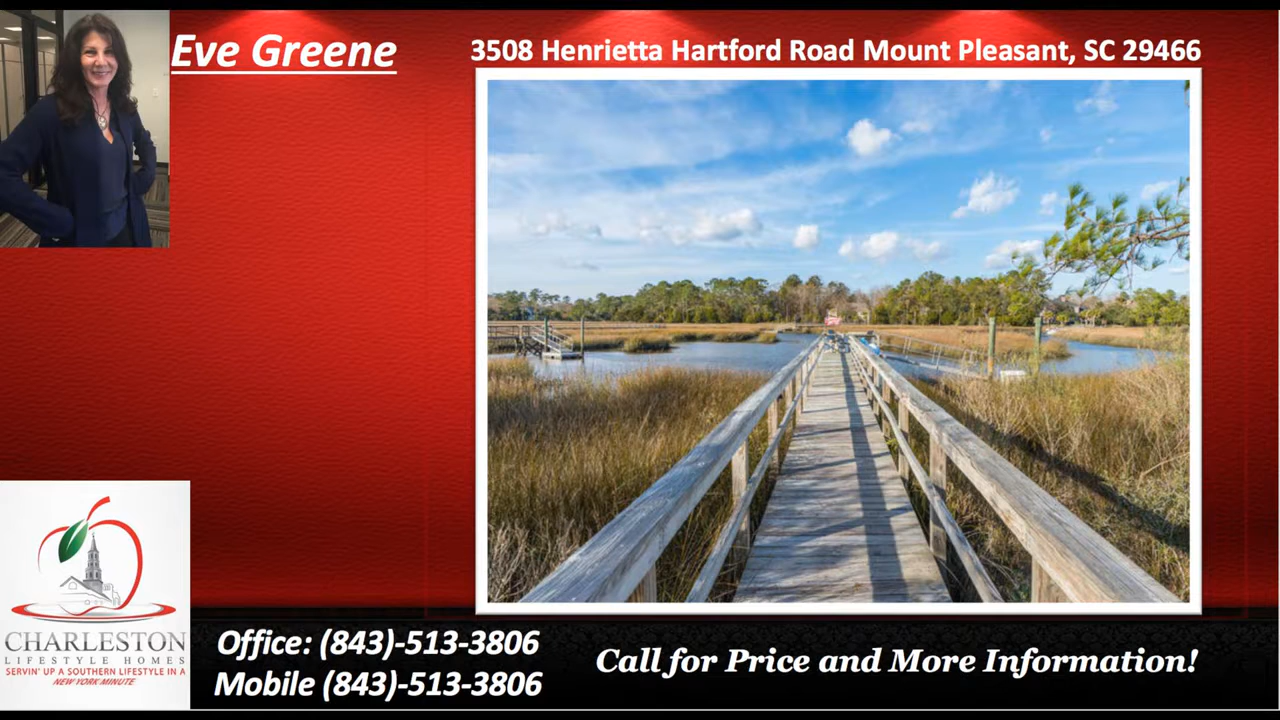 Eve Greene
3508 Henrietta Hartford Road Mount Pleasant, SC 29466
CHARLESTON
LIFESTYLE HOMES
SERVIN' UP A SOUTHERN LIFESTYLE IN A
NEW YORK MINUTE
Office: (843)-513-3806
Mobile (843)-513-3806
Call for Price and More Information!